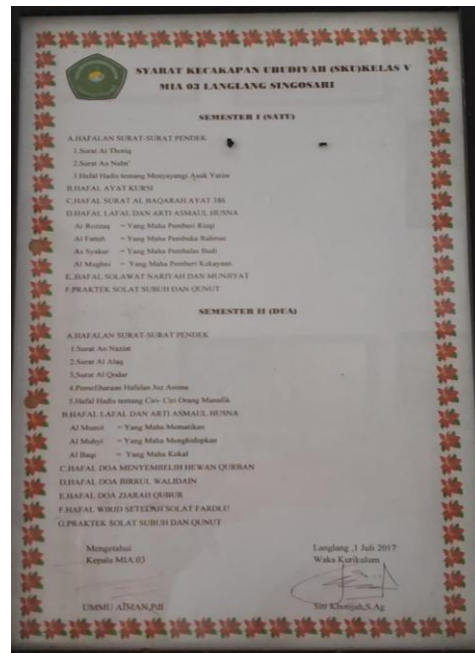 SYARAT KECAKAPAN UBUDIYAH (SKU)KELAS V
MIA 03 LANGLANG SINGOSARI
SEMESTER I (SATU)
A.HAFALAN SURAT-SURAT PENDEK
1.Surat At Thoriq
2.Surat An Naba'
3.Hafal Hadis tentang Menyayangi Anak Yatim
B.HAFAL AYAT KURSI
C.HAFAL SURAT AL BAQARAH AYAT 386
D.HAFAL LAFAL DAN ARTI ASMAUL HUSNA
Ar Rozzaq = Yang Maha Pemberi Rizqi
Al Fattah = Yang Maha Pembuka Rahmat
As Syakur = Yang Maha Pembalas Budi
Al Mughni = Yang Maha Pemberi Kekayaan
E.HAFAL SOLAWAT NARIYAH DAN MUNJIYAT
F.PRAKTEK SOLAT SUBUH DAN QUNUT
SEMESTER II (DUA)
A.HAFALAN SURAT-SURAT PENDEK
1.Surat An Naziat
2.Surat Al Alaq
3.Surat Al Qodar
4.Pemeliharaan Hafalan Juz Amma
5.Hafal Hadis tentang Ciri- Ciri Orang Munafik
B.HAFAL LAFAL DAN ARTI ASMAUL HUSNA
Al Mumit = Yang Maha Mematikan
Al Muhyi = Yang Maha Menghidupkan
Al Baqi = Yang Maha Kekal
C.HAFAL DOA MENYEMBELIH HEWAN QURBAN
D.HAFAL DOA BIRRUL WALIDAIN
E.HAFAL DOA ZIARAH QUBUR
F.HAFAL WIRID SETELAH SOLAT FARDLU
G.PRAKTEK SOLAT SUBUH DAN QUNUT
Mengetahui
Kepala MIA 03
Langlang ,1 Juli 2017
Waka Kurikulum
UMMU AIMAN,PdI
Siti Khotijah,S.Ag